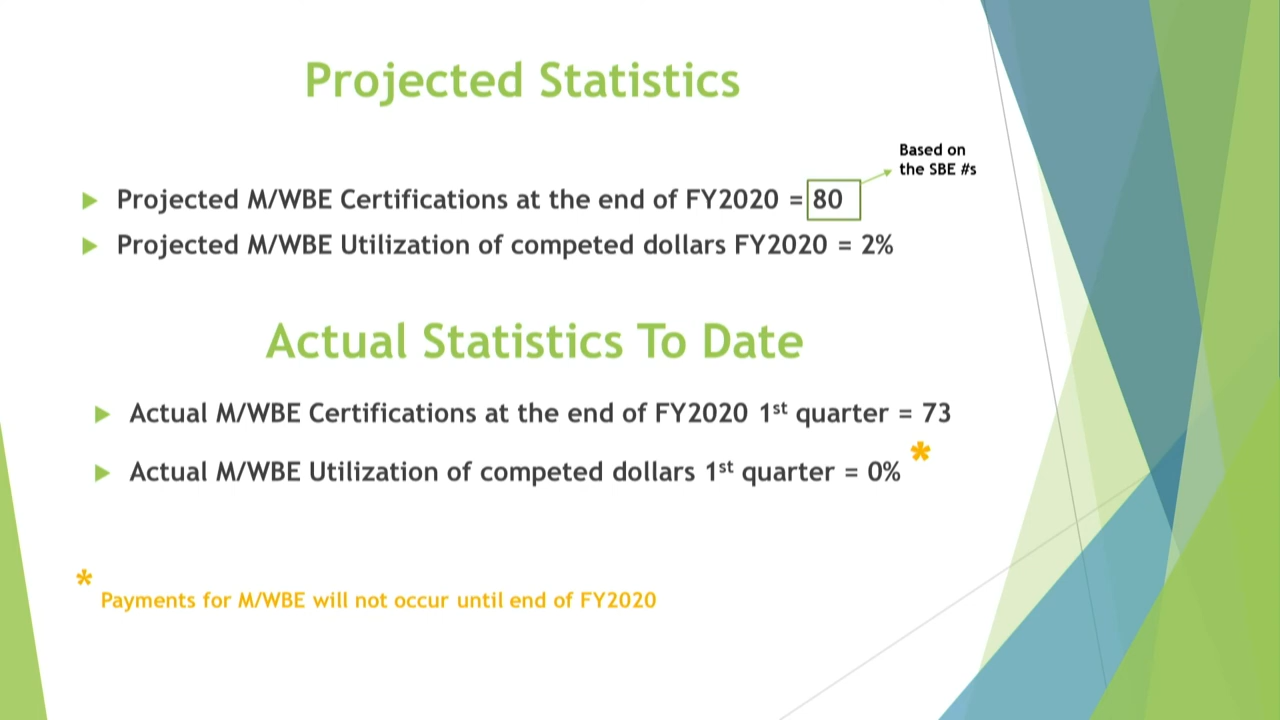 Projected Statistics
Based on
the SBE #s
Projected M/WBE Certifications at the end of FY2020 = 80
Projected M/WBE Utilization of competed dollars FY2020 = 2%
Actual Statistics To Date
Actual M/WBE Certifications at the end of FY2020 1st quarter = 73
Actual M/WBE Utilization of competed dollars 1st quarter = 0% *
* Payments for M/WBE will not occur until end of FY2020